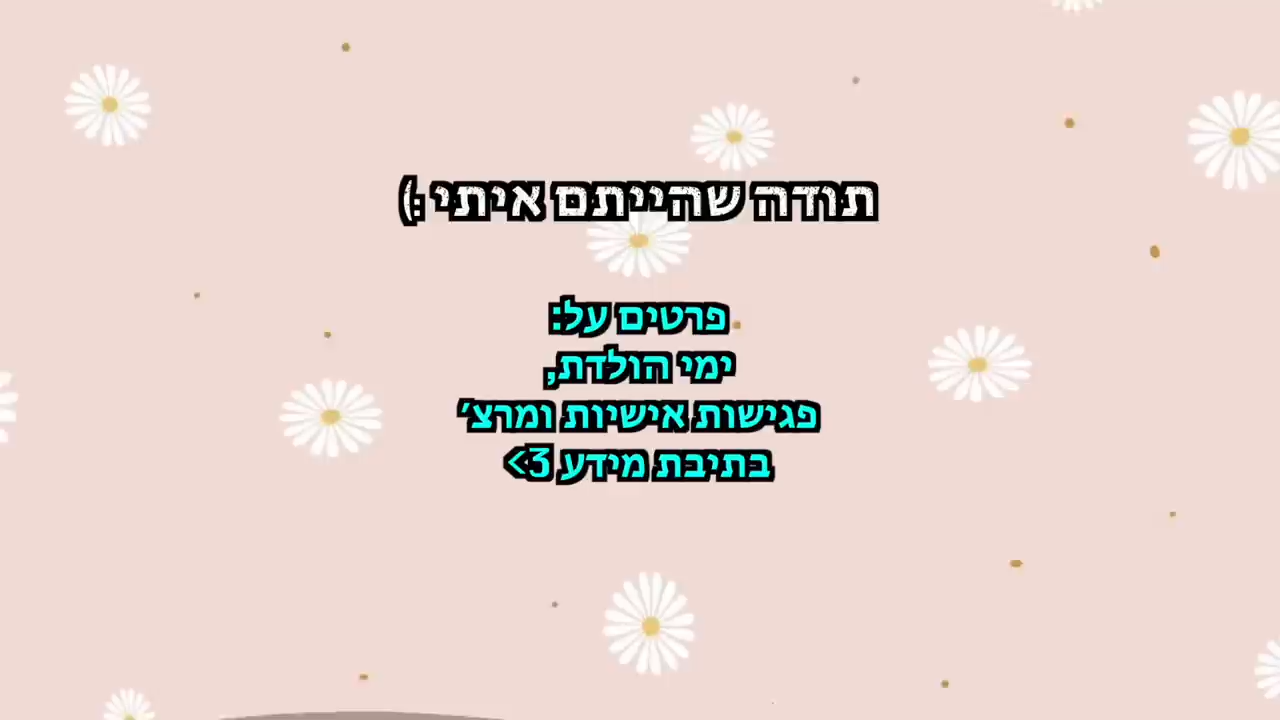 תודה שהייתם איתי :)
פרטים על:
ימי הולדת,
פגישות אישיות ומרצ'
בתיבת מידע <3